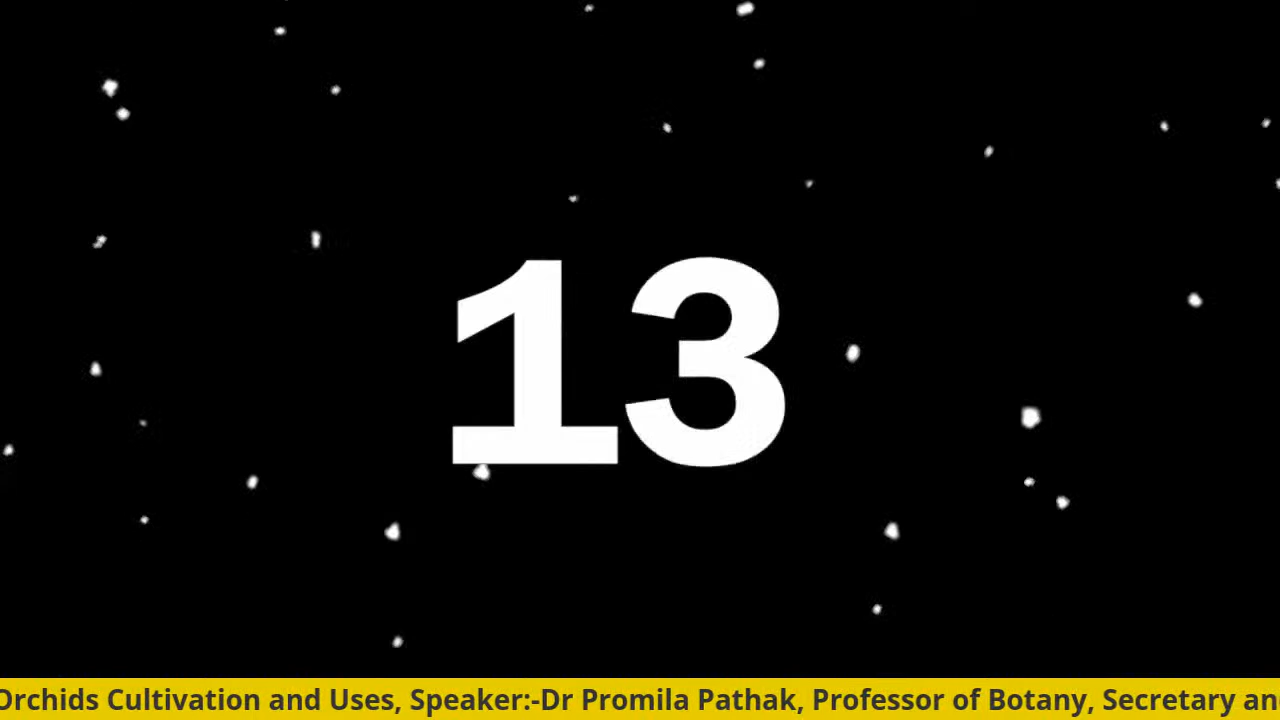 13
Orchids Cultivation and Uses, Speaker:-Dr Promila Pathak, Professor of Botany, Secretary an